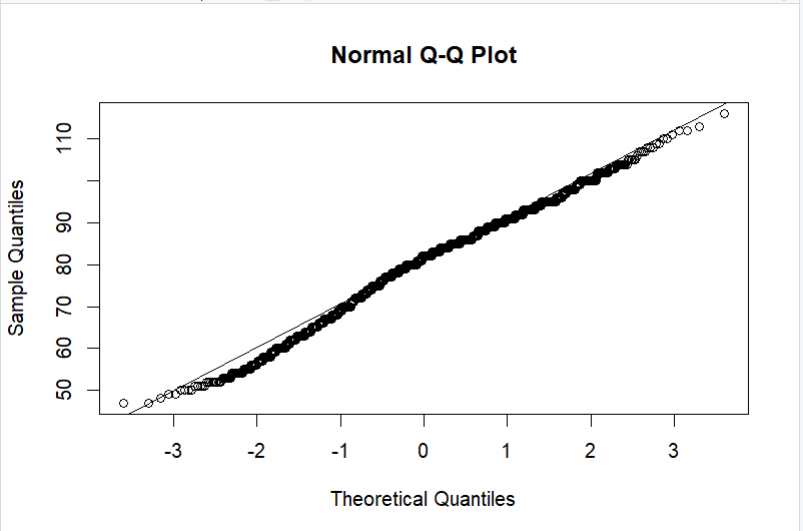 Normal Q-Q Plot
110
90
80
70
60
50
Sample Quantiles
-3 -2 -1 0 1 2 3
Theoretical Quantiles